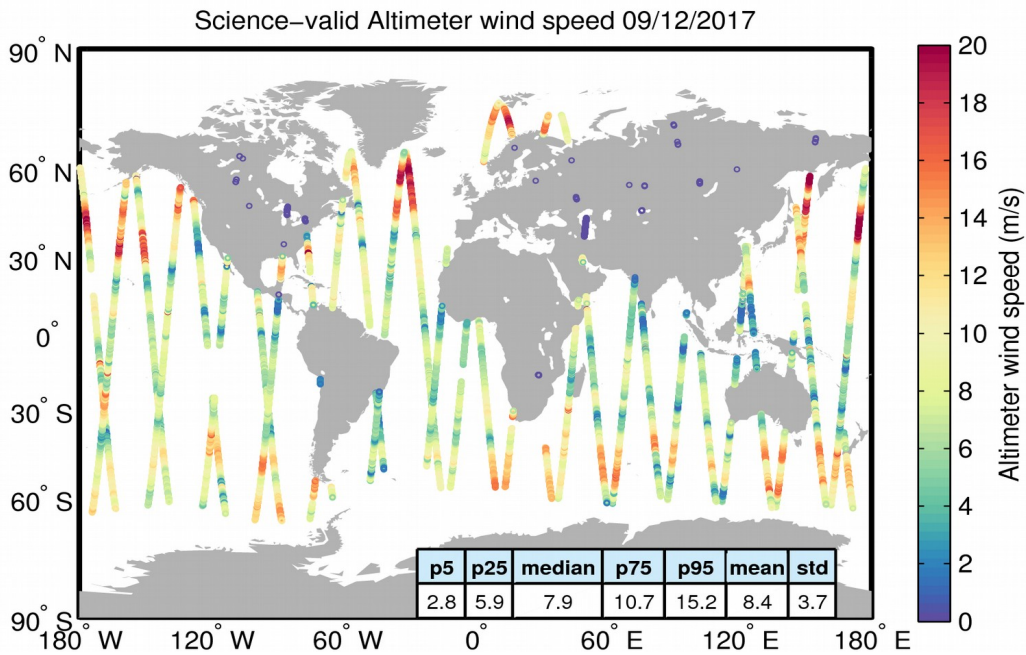 Science−valid Altimeter wind speed 09/12/2017
90° N
60° N
30° N
0°
30° S
60° S
90° S
180° W
120° W
60° W
0°
60° E
120° E
180° E
p5 p25 median p75 p95 mean std
2.8 5.9 7.9 10.7 15.2 8.4 3.7
20
18
16
14
12
10
8
6
4
2
0
Altimeter wind speed (m/s)